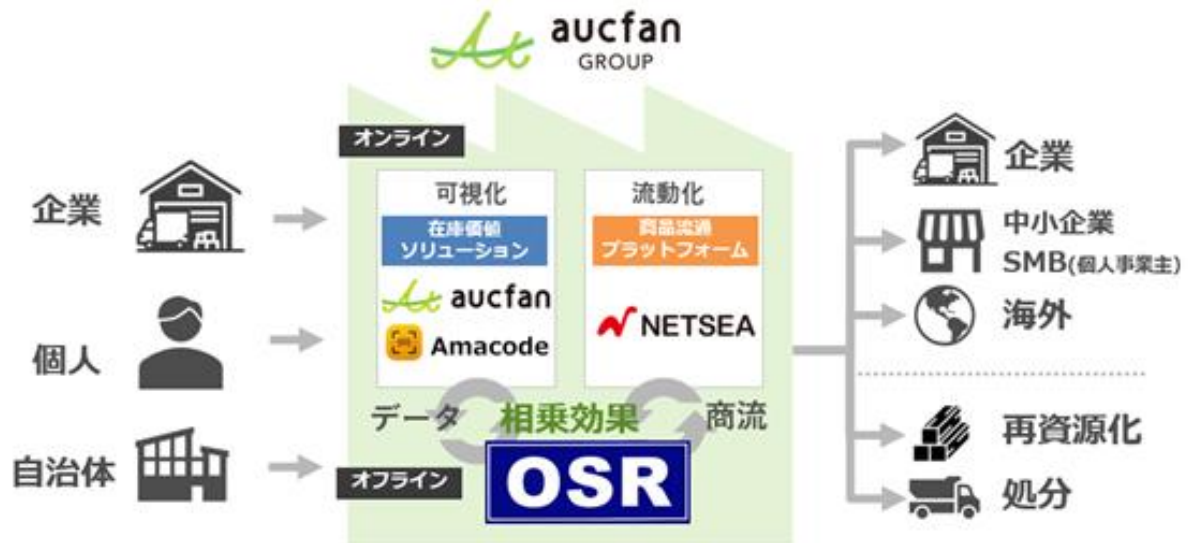 aucfan
GROUP
オンライン
企業
個人
自治体
可視化
在庫価値
ソリューション
aucfan
Amacode
流動化
商品流通
プラットフォーム
NETSEA
データ
相乗効果
商流
オフライン
OSR
企業
中小企業
SMB(個人事業主)
海外
再資源化
処分